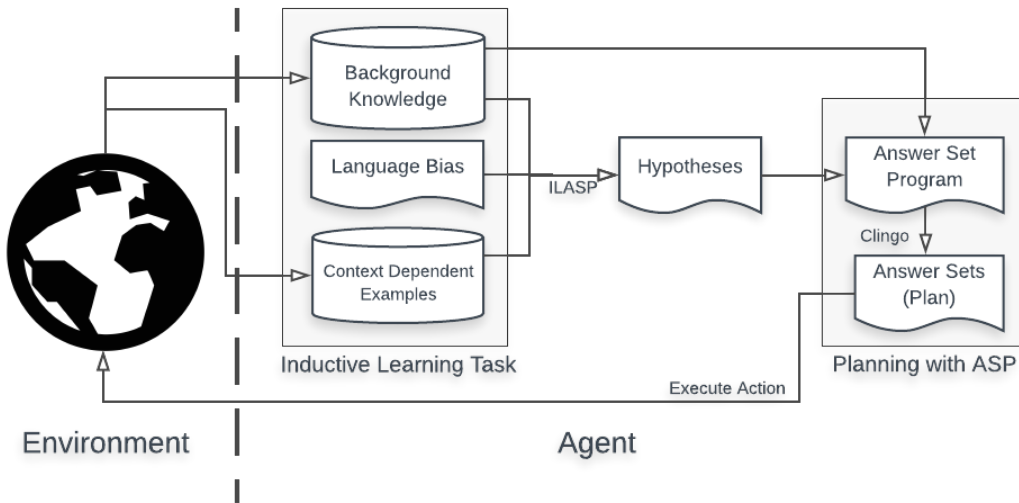 Background
Knowledge
Language Bias
ILASP
Context Dependent
Examples
Inductive Learning Task
Hypotheses
Answer Set
Program
Clingo
Answer Sets
(Plan)
Planning with ASP
Execute Action
Environment
Agent